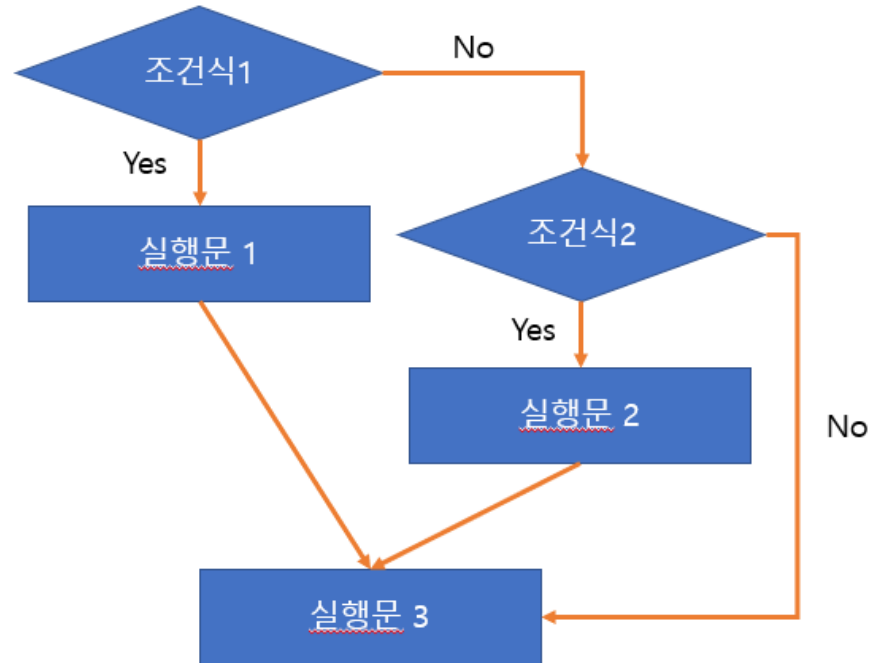 조건식1
No
Yes
실행문 1
조건식2
Yes
실행문 2
No
실행문 3